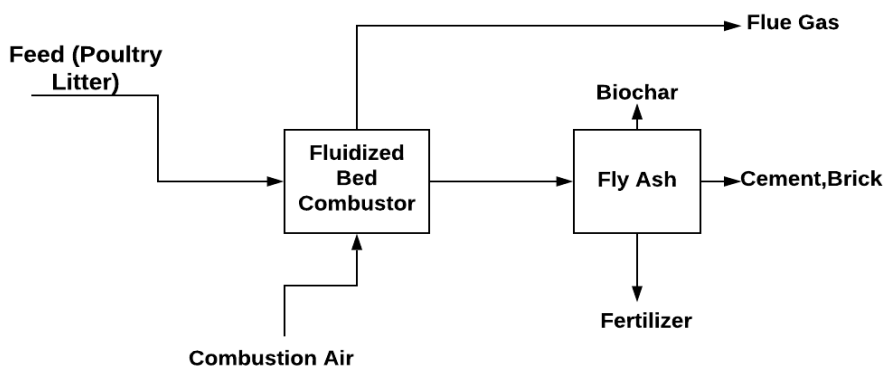 Flue Gas
Feed (Poultry
Litter)
Biochar
Fluidized
Bed
Combustor
Fly Ash
Cement,Brick
Fertilizer
Combustion Air